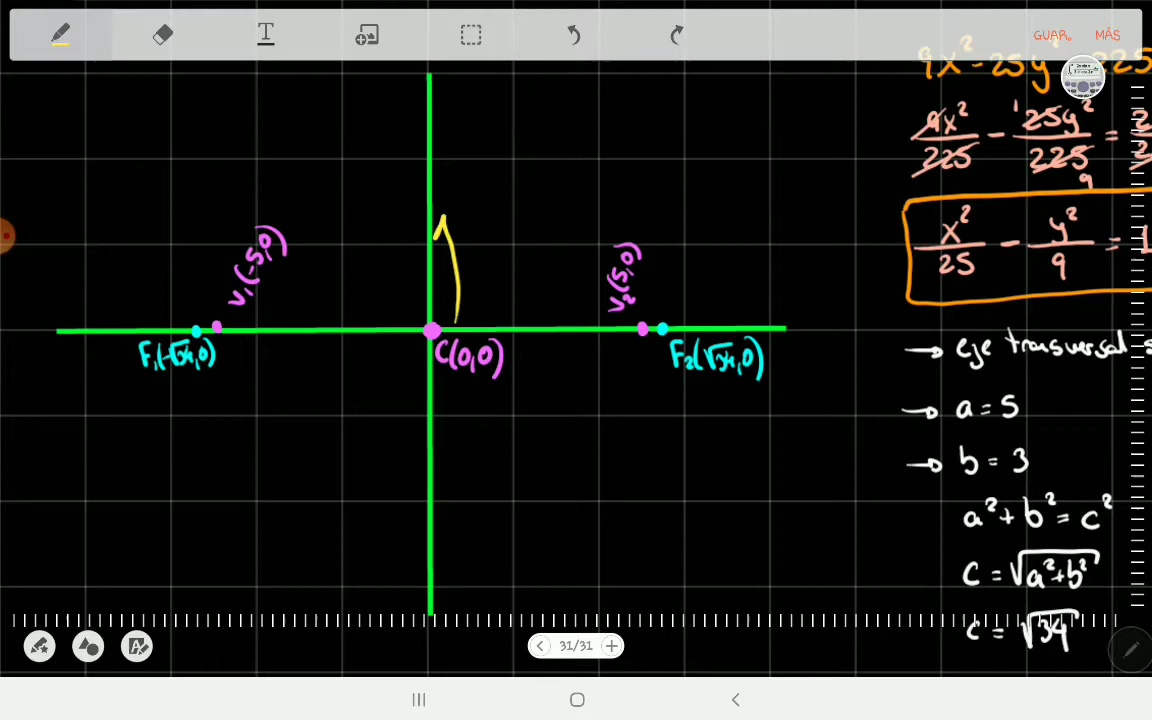 T
GUAR.
MÁS
9x² - 25y² 225
9x²/225 - 25y²/225 =
9
x²/25 - y²/9 = 1
→ eje transversal
→ a = 5
→ b = 3
a² + b² = c²
c = √a²+b²
c = √34
V₁(-5,0)
V₂(5,0)
F₁(-√34,0)
C(0,0)
F₂(√34,0)
31/31